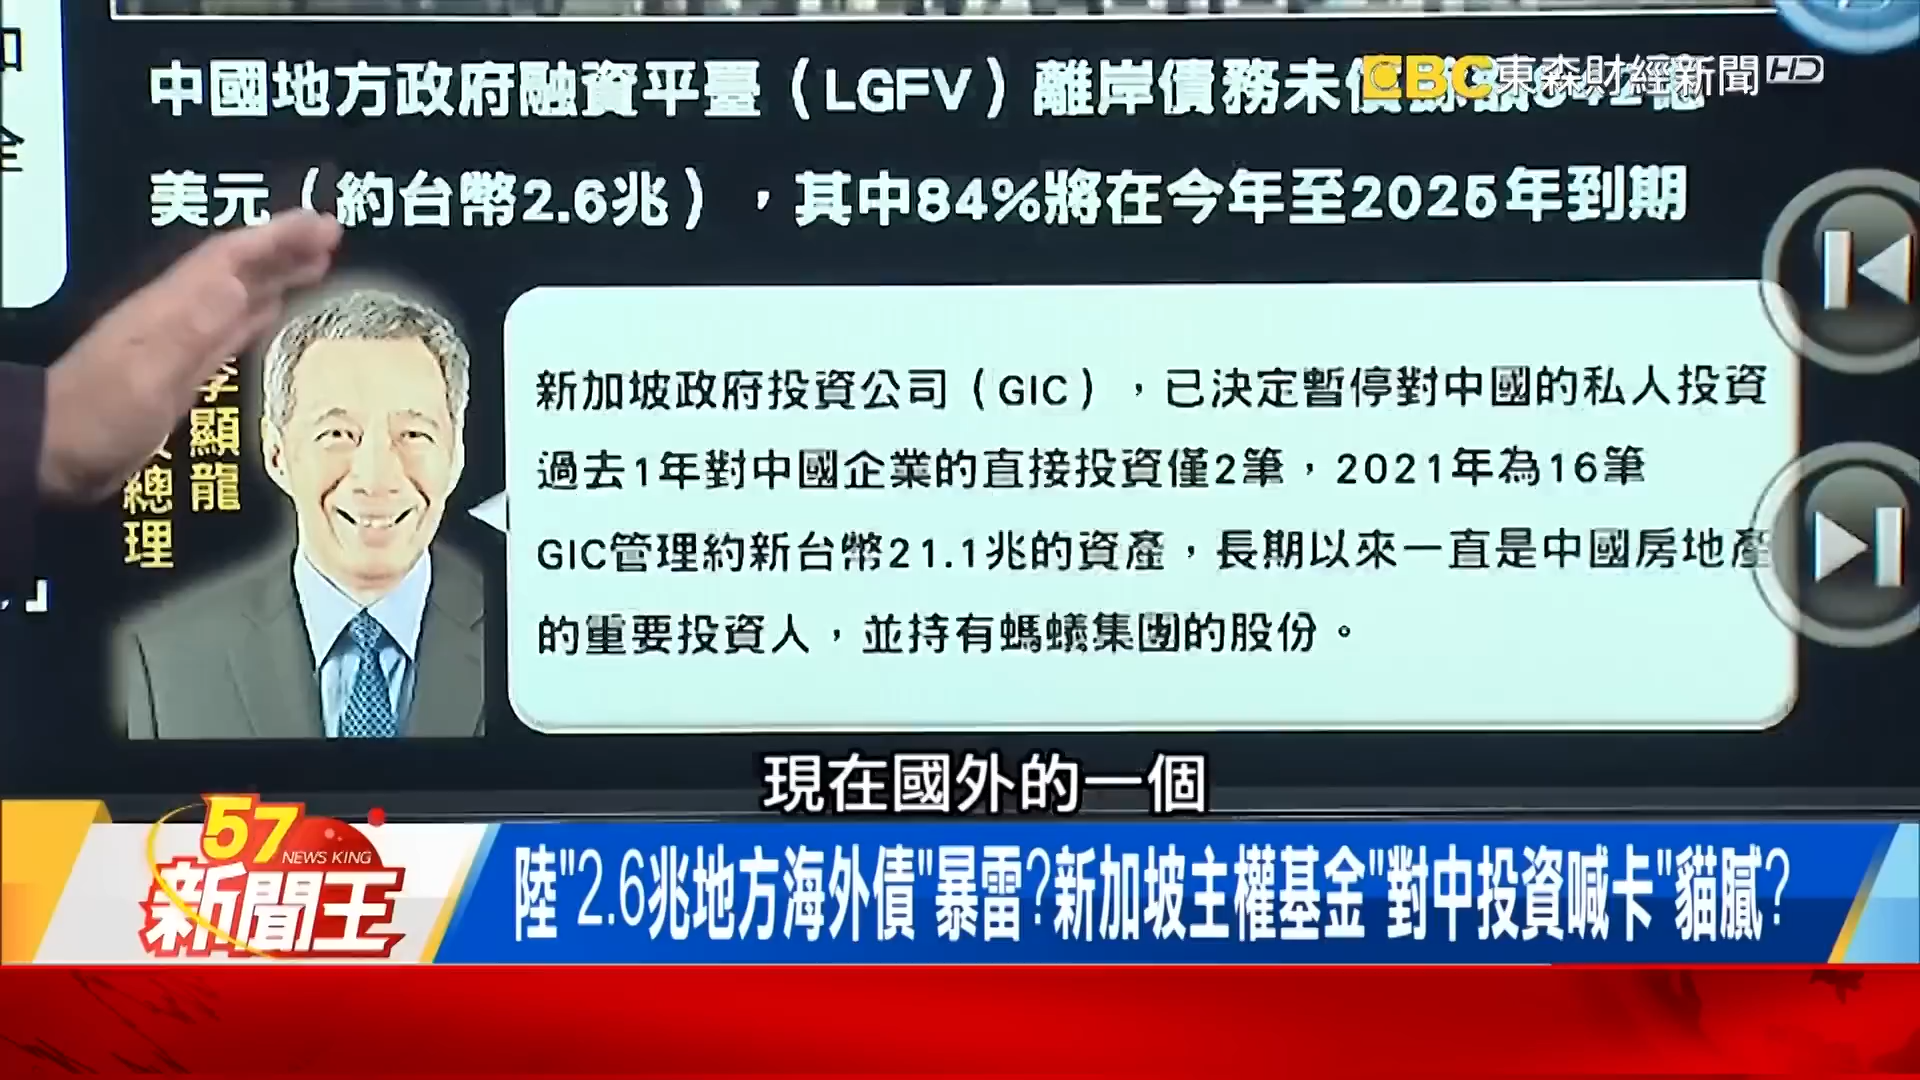 中國地方政府融資平臺（LGFV）離岸債務未償餘額842億
EBC東森財經新聞HD
美元（約台幣2.6兆），其中84%將在今年至2025年到期
李顯龍
總理
新加坡政府投資公司（GIC），已決定暫停對中國的私人投資
過去1年對中國企業的直接投資僅2筆，2021年為16筆
GIC管理約新台幣21.1兆的資產，長期以來一直是中國房地產
的重要投資人，並持有螞蟻集團的股份。
現在國外的一個
57
NEWS KING
新聞王
陸"2.6兆地方海外債"暴雷?新加坡主權基金"對中投資喊卡"貓膩?